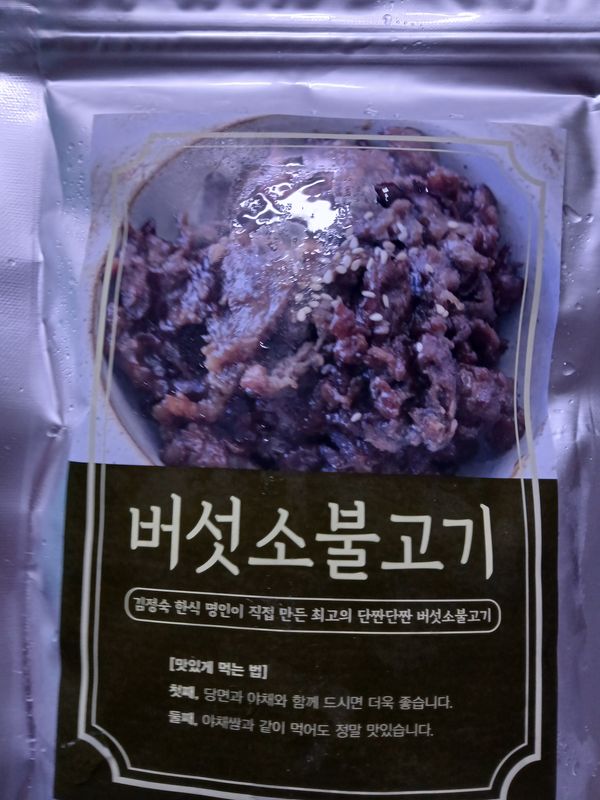 버섯소불고기
김정숙 한식 명인이 직접 만든 최고의 단짠단짠 버섯소불고기
[맛있게 먹는 법]
첫째, 당면과 야채와 함께 드시면 더욱 좋습니다.
둘째, 야채쌈과 같이 먹어도 정말 맛있습니다.